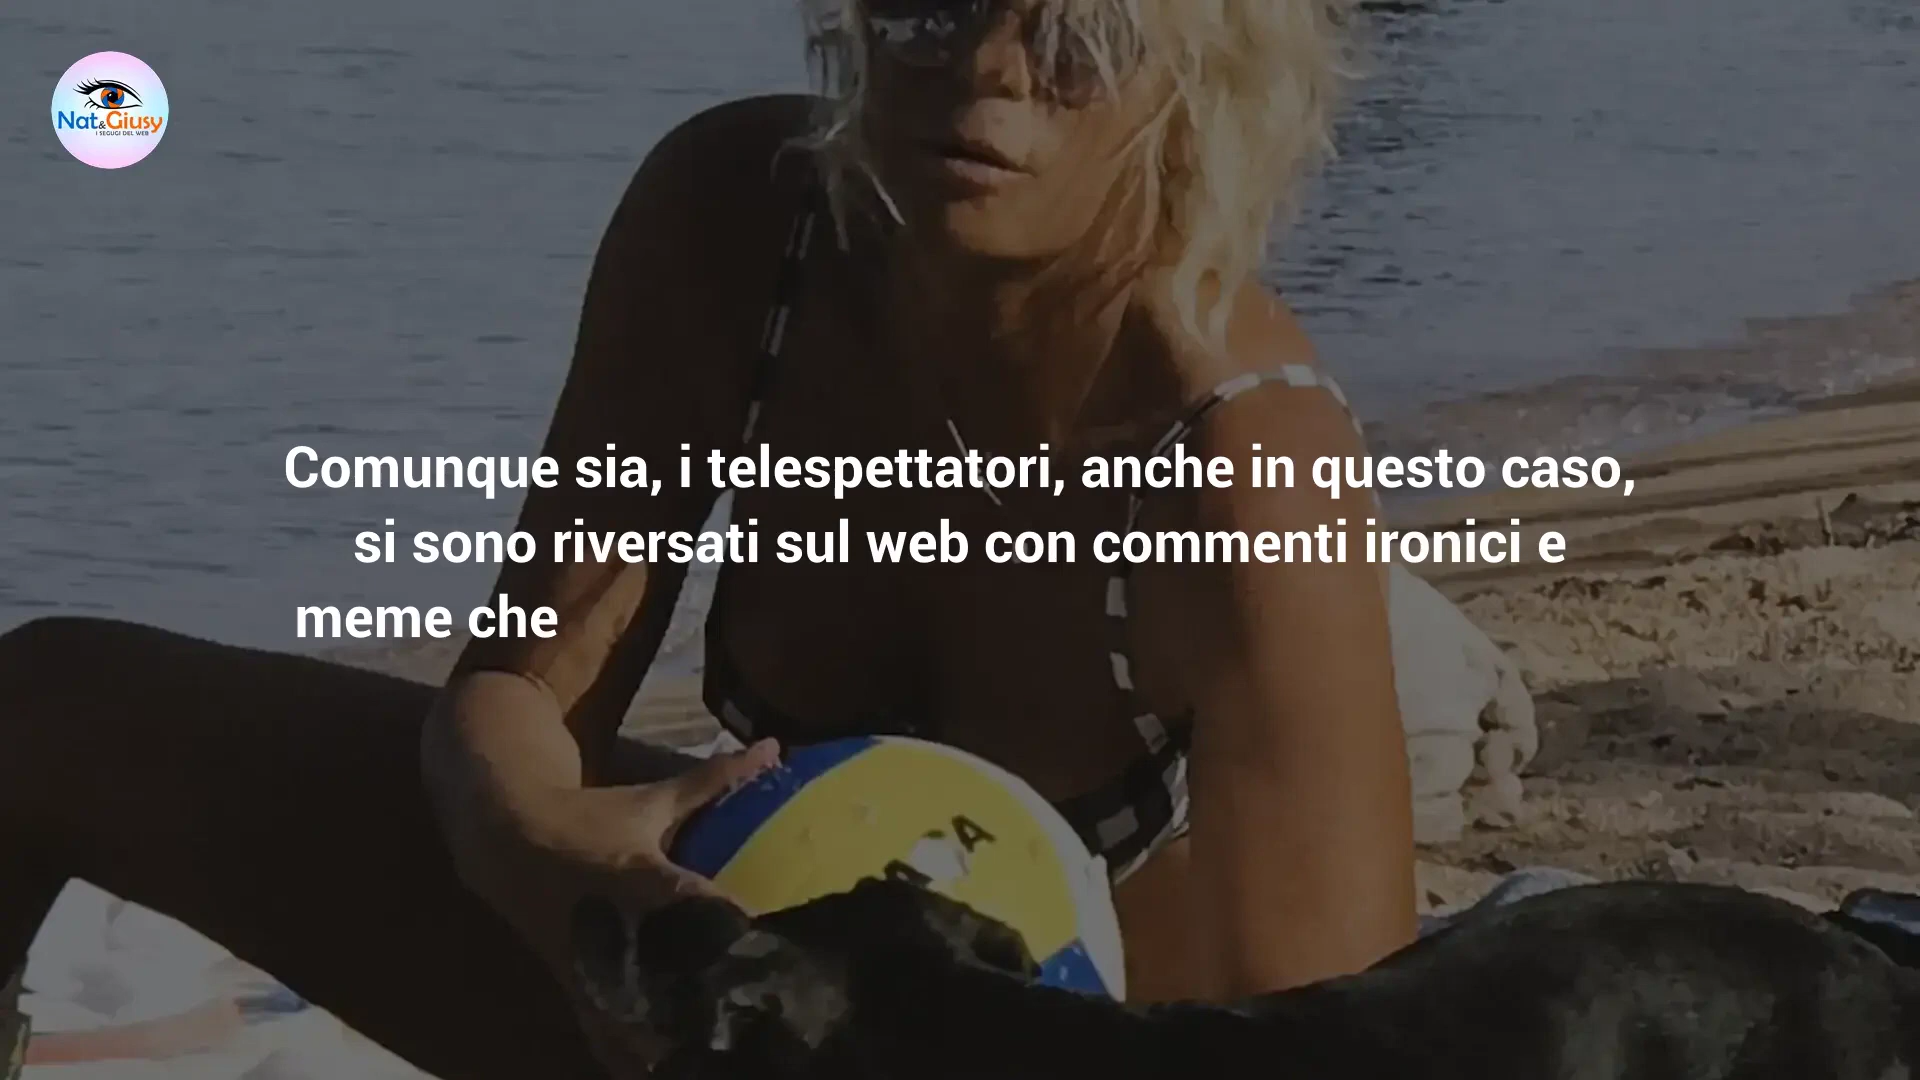 Nat&Giusy
I SEGUGI DEL WEB
Comunque sia, i telespettatori, anche in questo caso,
si sono riversati sul web con commenti ironici e
meme che